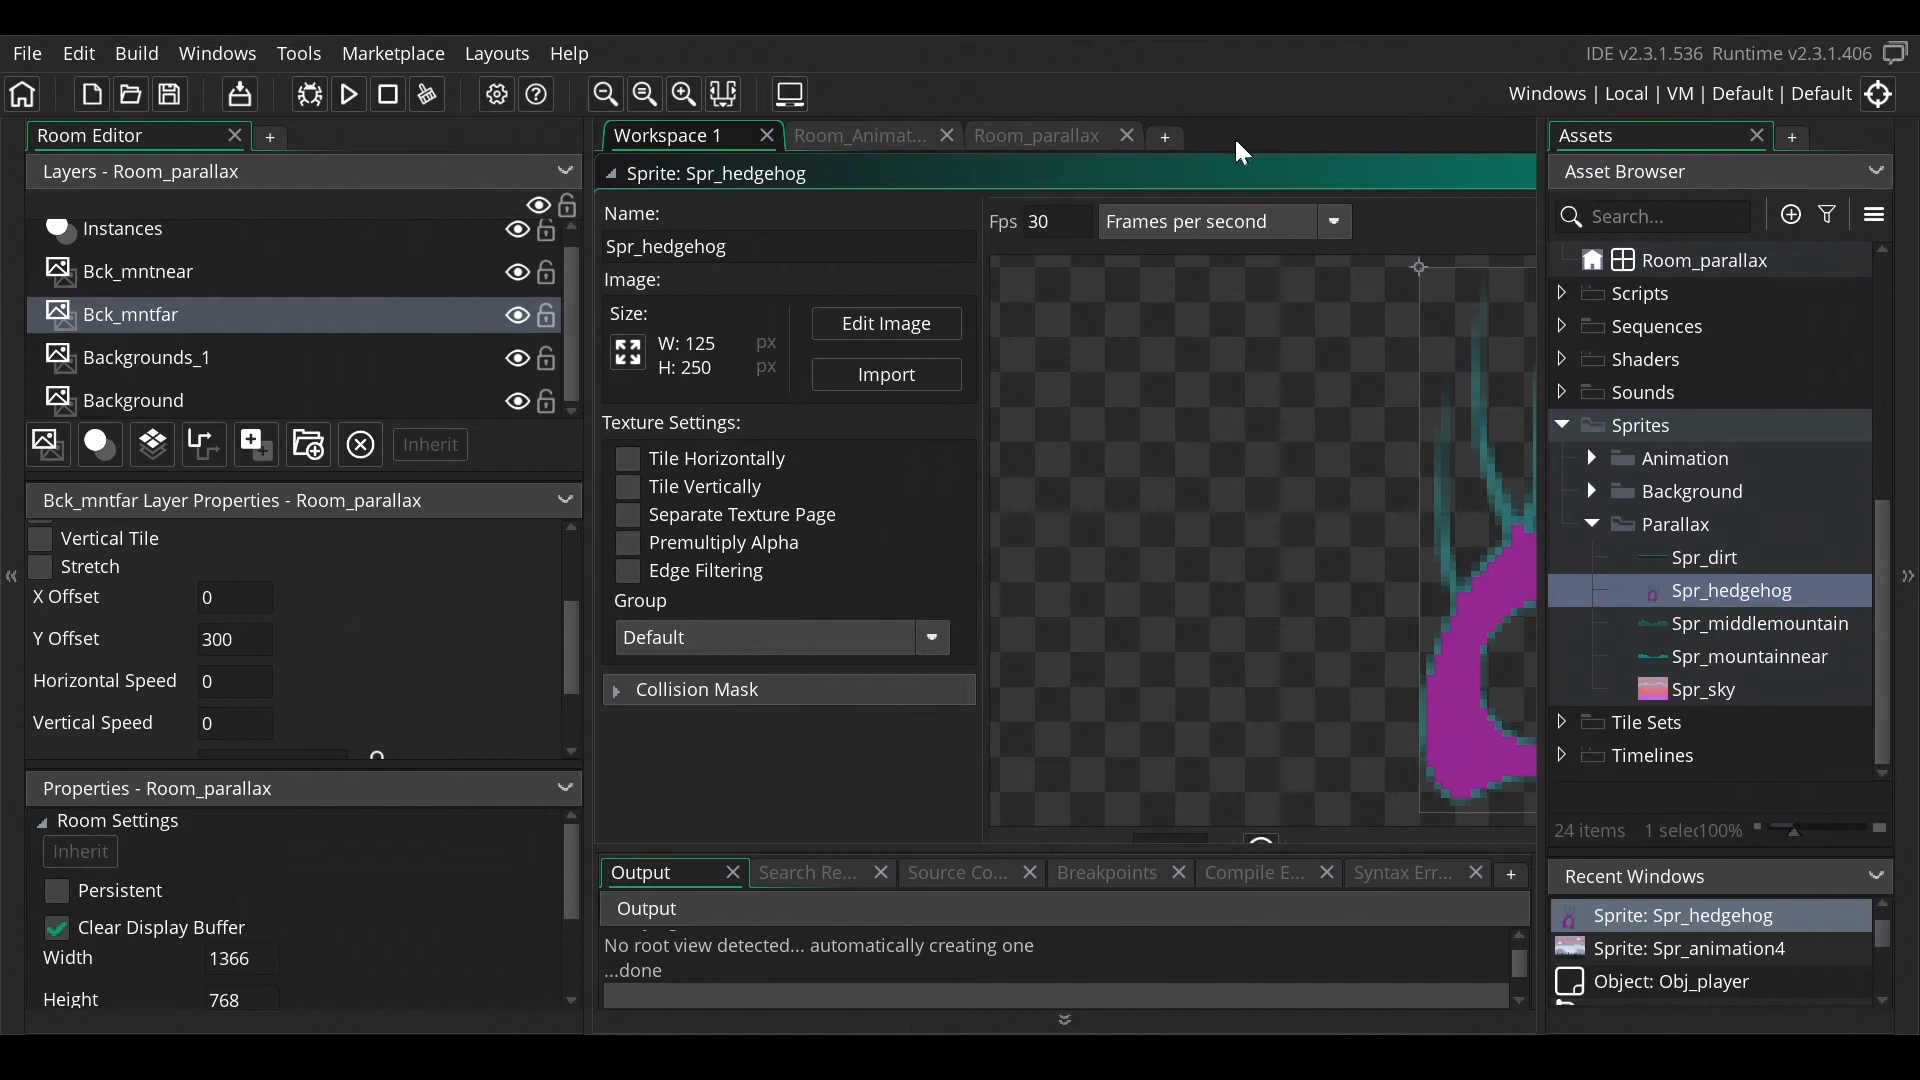 File Edit Build Windows Tools Marketplace Layouts Help
IDE v2.3.1.536 Runtime v2.3.1.406
Windows | Local | VM | Default | Default
Room Editor
Layers - Room_parallax
Instances
Bck_mntnear
Bck_mntfar
Backgrounds_1
Background
Inherit
Bck_mntfar Layer Properties - Room_parallax
Vertical Tile
Stretch
X Offset 0
Y Offset 300
Horizontal Speed 0
Vertical Speed 0
Properties - Room_parallax
Room Settings
Inherit
Persistent
Clear Display Buffer
Width 1366
Height 768
Workspace 1
Room_Animat...
Room_parallax
Sprite: Spr_hedgehog
Name:
Spr_hedgehog
Image:
Size:
W: 125 px
H: 250 px
Edit Image
Import
Texture Settings:
Tile Horizontally
Tile Vertically
Separate Texture Page
Premultiply Alpha
Edge Filtering
Group
Default
Collision Mask
Fps 30 Frames per second
Output
Search Re...
Source Co...
Breakpoints
Compile E...
Syntax Err...
Output
No root view detected... automatically creating one
...done
Assets
Asset Browser
Search...
Room_parallax
Scripts
Sequences
Shaders
Sounds
Sprites
Animation
Background
Parallax
Spr_dirt
Spr_hedgehog
Spr_middlemountain
Spr_mountainnear
Spr_sky
Tile Sets
Timelines
24 items 1 selec 100%
Recent Windows
Sprite: Spr_hedgehog
Sprite: Spr_animation4
Object: Obj_player